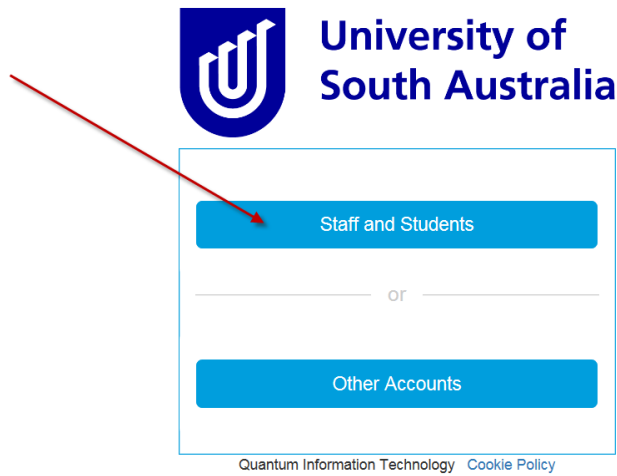 University of
South Australia
Staff and Students
or
Other Accounts
Quantum Information Technology Cookie Policy